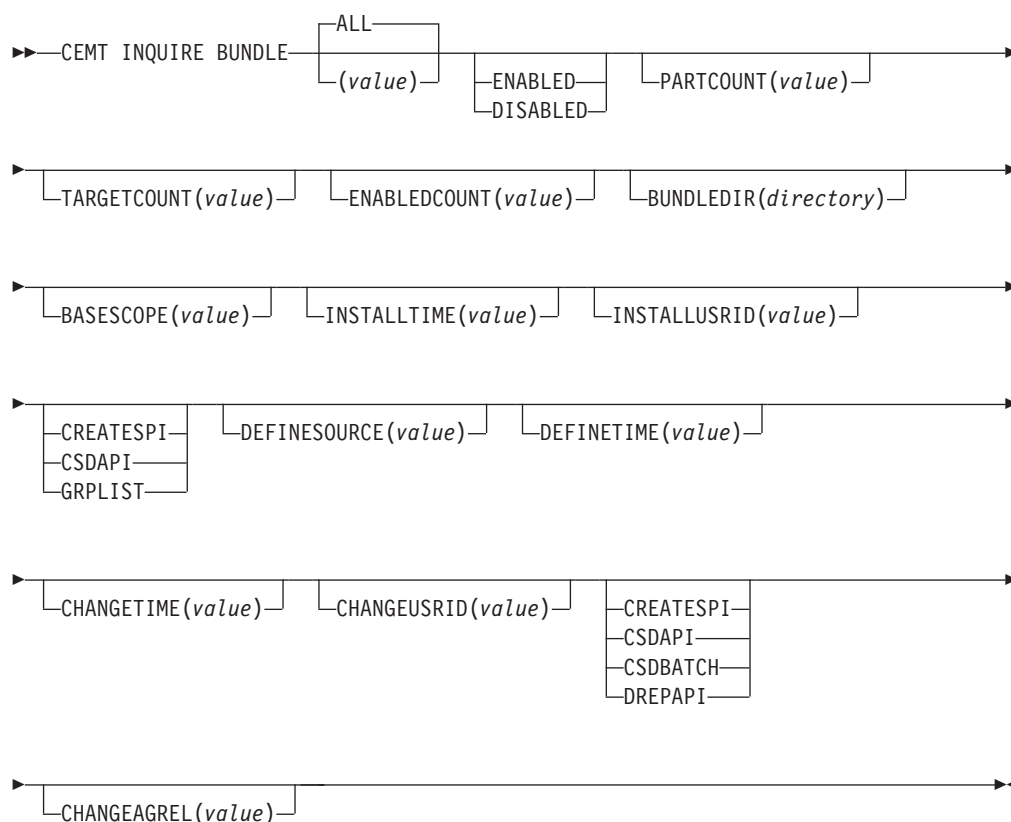 ALL
CEMT INQUIRE BUNDLE
(value)
ENABLED
DISABLED
PARTCOUNT(value)
TARGETCOUNT(value) ENABLEDCOUNT(value) BUNDLEDIR(directory)
BASESCOPE(value) INSTALLTIME(value) INSTALLUSRID(value)
CREATESPI
CSDAPI
GRPLIST
DEFINESOURCE(value) DEFINETIME(value)
CHANGETIME(value) CHANGEUSRID(value)
CREATESPI
CSDAPI
CSDBATCH
DREPAPI
CHANGEAGREL(value)